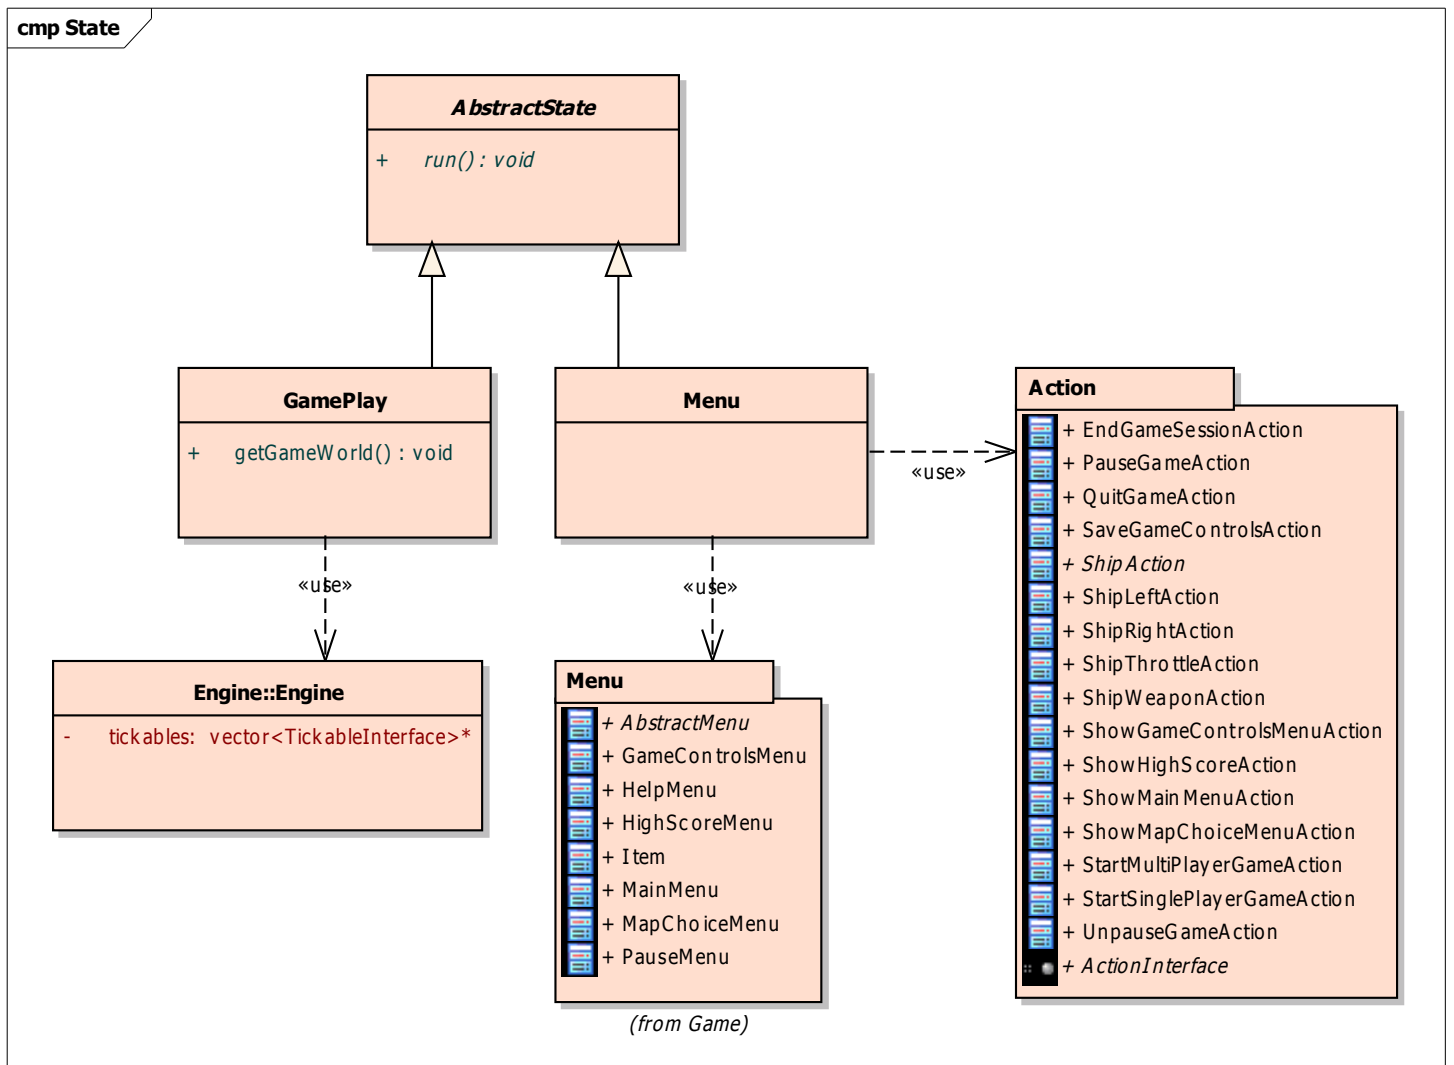 cmp State
AbstractState
+ run() : void
GamePlay
+ getGameWorld() : void
Menu
«use»
«use»
«use»
Engine::Engine
- tickables: vector<TickableInterface>*
Menu
+ AbstractMenu
+ GameControlsMenu
+ HelpMenu
+ HighScoreMenu
+ Item
+ MainMenu
+ MapChoiceMenu
+ PauseMenu
(from Game)
Action
+ EndGameSessionAction
+ PauseGameAction
+ QuitGameAction
+ SaveGameControlsAction
+ ShipAction
+ ShipLeftAction
+ ShipRightAction
+ ShipThrottleAction
+ ShipWeaponAction
+ ShowGameControlsMenuAction
+ ShowHighScoreAction
+ ShowMainMenuAction
+ ShowMapChoiceMenuAction
+ StartMultiPlayerGameAction
+ StartSinglePlayerGameAction
+ UnpauseGameAction
+ ActionInterface